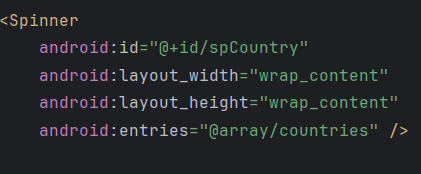 <Spinner
    android:id="@+id/spCountry"
    android:layout_width="wrap_content"
    android:layout_height="wrap_content"
    android:entries="@array/countries" />